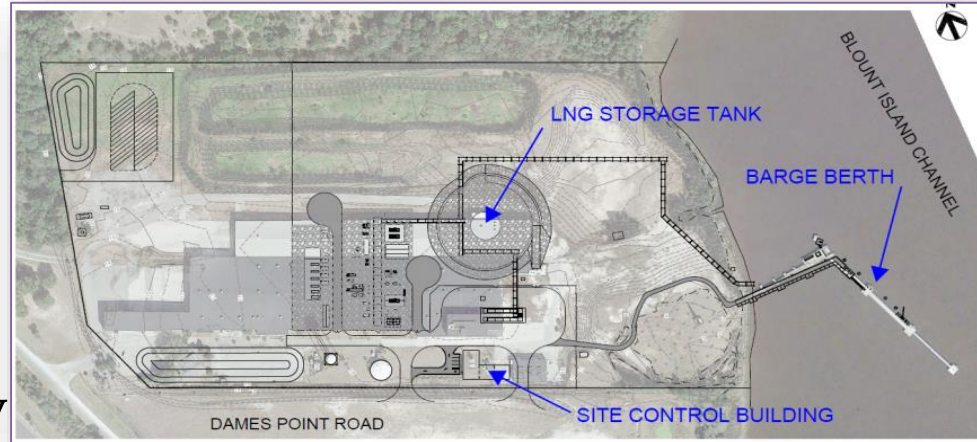 LNG STORAGE TANK
BLOUNT ISLAND CHANNEL
BARGE BERTH
SITE CONTROL BUILDING
DAMES POINT ROAD